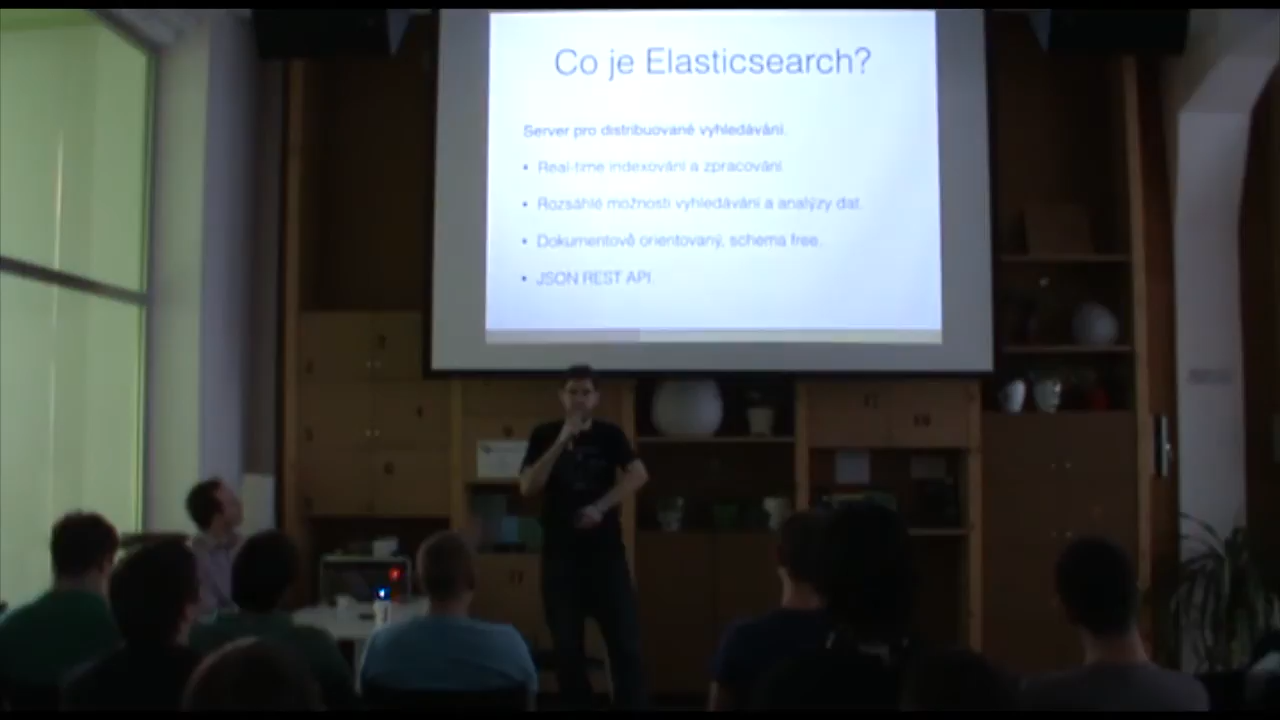 Co je Elasticsearch?
Server pro distribuované vyhledávání.
• Real-time indexování a zpracování.
• Rozsáhlé možnosti vyhledávání a analýzy dat.
• Dokumentově orientovaný, schema free.
• JSON REST API.